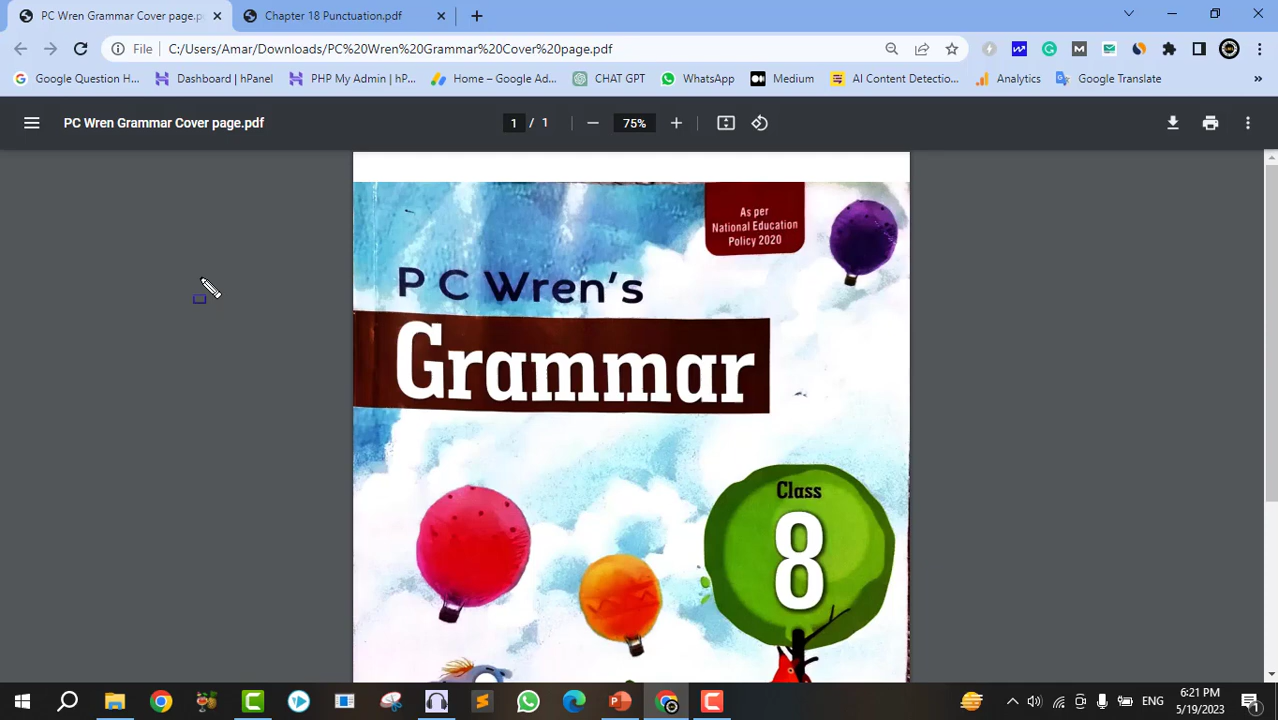 PC Wren Grammar Cover page.p
Chapter 18 Punctuation.pdf
File
C:/Users/Amar/Downloads/PC%20Wren%20Grammar%20Cover%20page.pdf
Google Question H...
Dashboard | hPanel
PHP My Admin | hP...
Home – Google Ad...
CHAT GPT
WhatsApp
Medium
AI Content Detectio...
Analytics
Google Translate
»
PC Wren Grammar Cover page.pdf
1 / 1
75%
As per
National Education
Policy 2020
P C Wren's
Grammar
Class
8
ENG
6:21 PM
5/19/2023